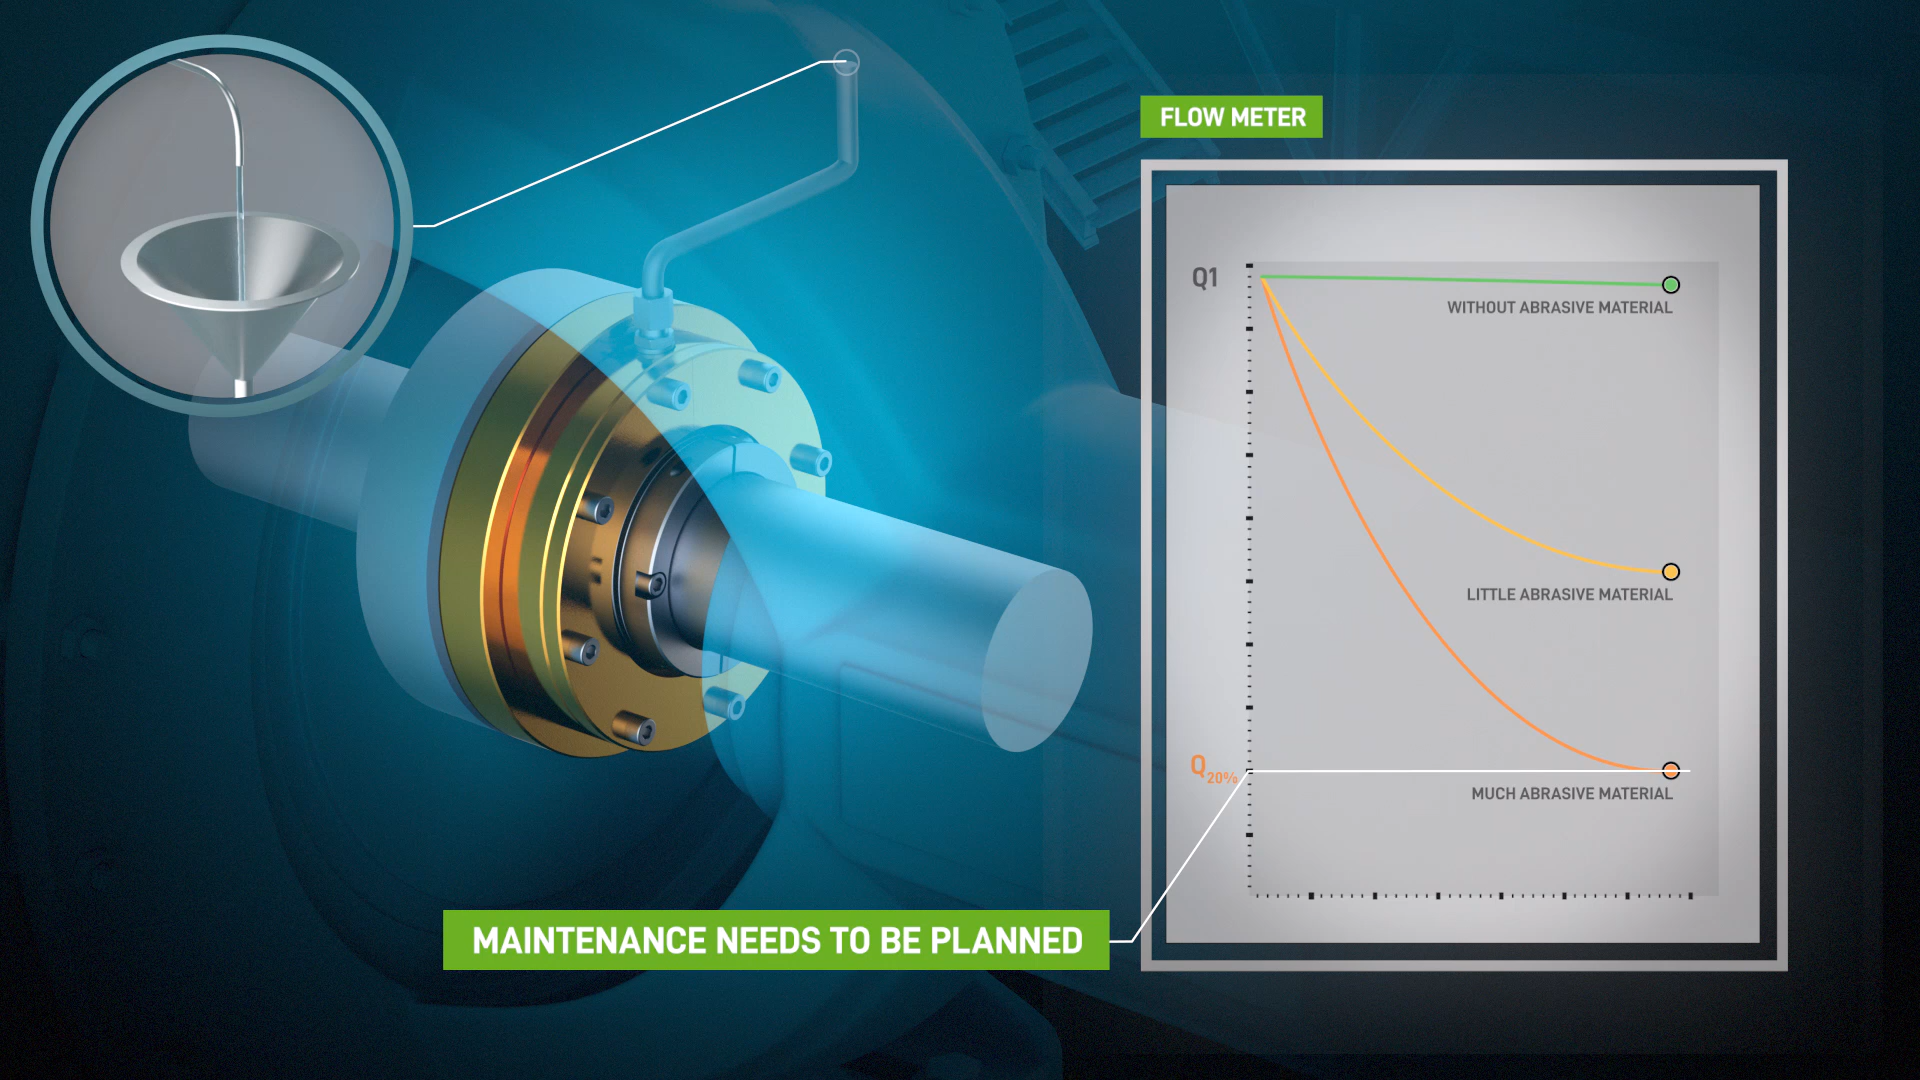 FLOW METER
Q1
WITHOUT ABRASIVE MATERIAL
LITTLE ABRASIVE MATERIAL
Q20%
MUCH ABRASIVE MATERIAL
MAINTENANCE NEEDS TO BE PLANNED